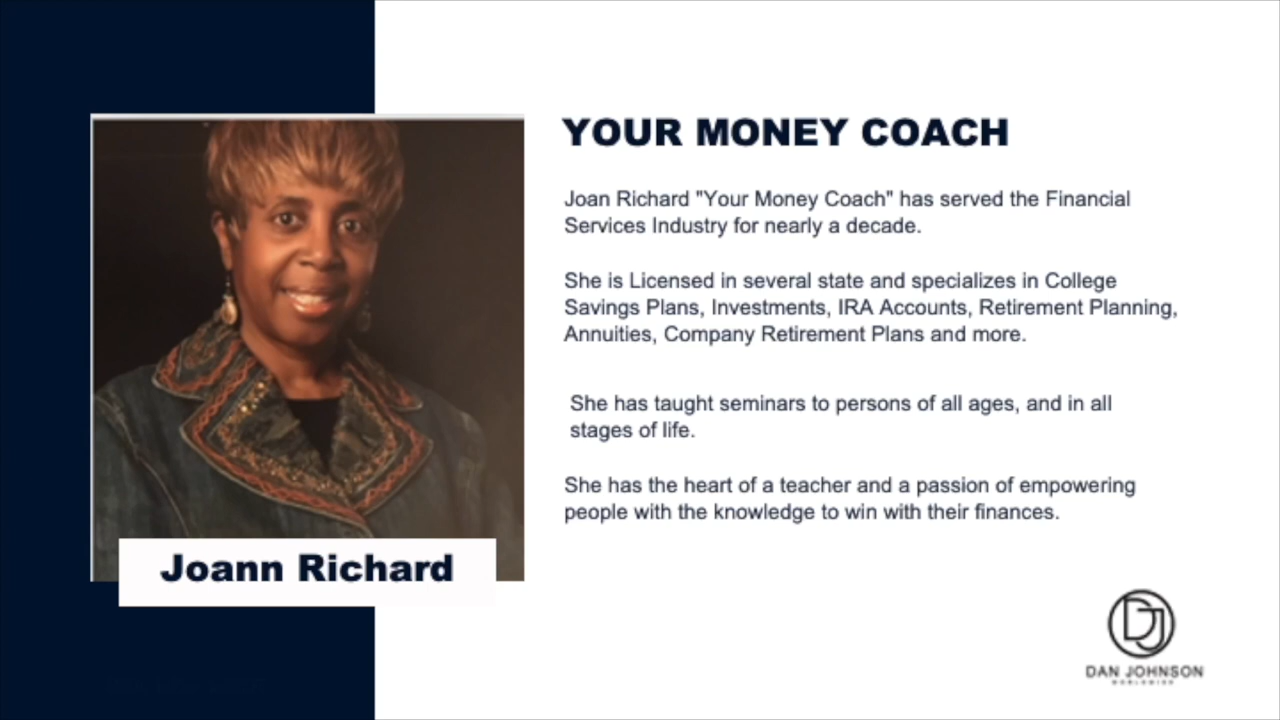 YOUR MONEY COACH
Joan Richard "Your Money Coach" has served the Financial
Services Industry for nearly a decade.
She is Licensed in several state and specializes in College
Savings Plans, Investments, IRA Accounts, Retirement Planning,
Annuities, Company Retirement Plans and more.
She has taught seminars to persons of all ages, and in all
stages of life.
She has the heart of a teacher and a passion of empowering
people with the knowledge to win with their finances.
Joann Richard
DJ
DAN JOHNSON
WORLDWIDE